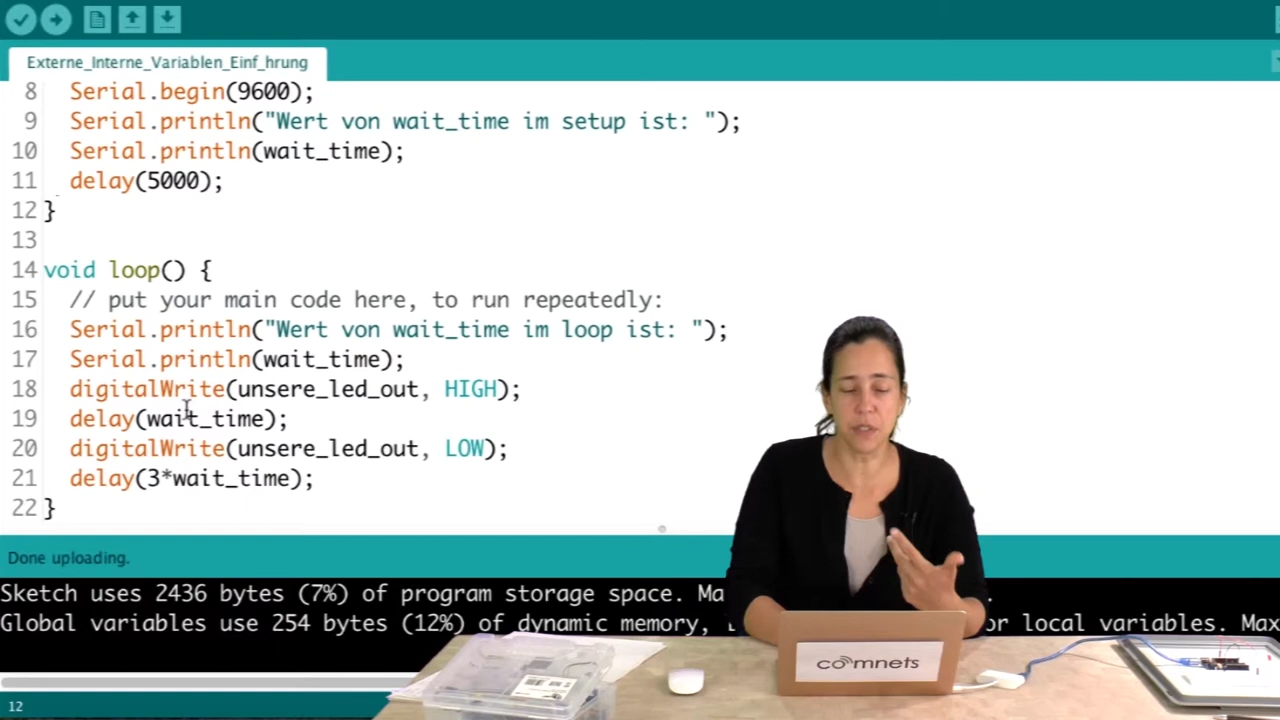 Externe_Interne_Variablen_Einf_hrung
8 Serial.begin(9600);
9 Serial.println("Wert von wait_time im setup ist: ");
10 Serial.println(wait_time);
11 delay(5000);
12 }
13
14 void loop() {
15 // put your main code here, to run repeatedly:
16 Serial.println("Wert von wait_time im loop ist: ");
17 Serial.println(wait_time);
18 digitalWrite(unsere_led_out, HIGH);
19 delay(wait_time);
20 digitalWrite(unsere_led_out, LOW);
21 delay(3*wait_time);
22 }
Done uploading.
Sketch uses 2436 bytes (7%) of program storage space. Ma
Global variables use 254 bytes (12%) of dynamic memory, or local variables. Max
comnets
12